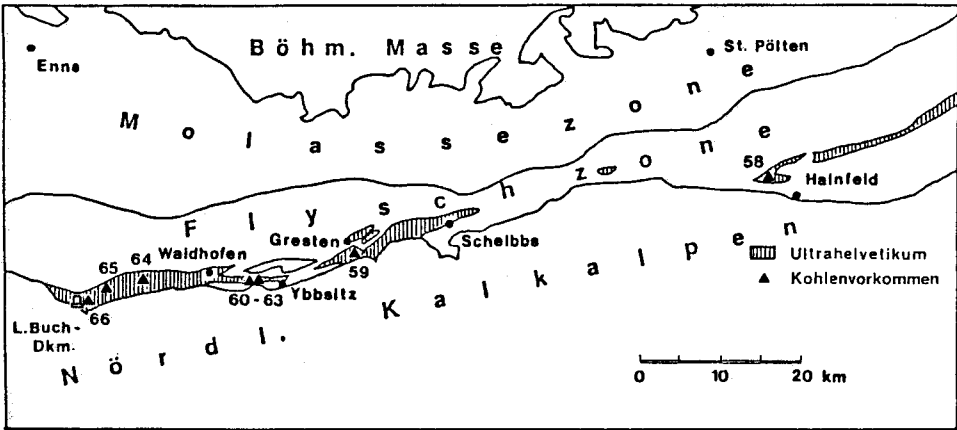 Böhm. Masse
St. Pölten
Enns
Molassezone
58
Hainfeld
Flyschzone
Gresten
Scheibbs
Waidhofen
64
65
59
Ultrahelvetikum
Kohlenvorkommen
60-63
Ybbsitz
66
L.Buch-
Dkm.
Nördl. Kalkalpen
0 10 20 km